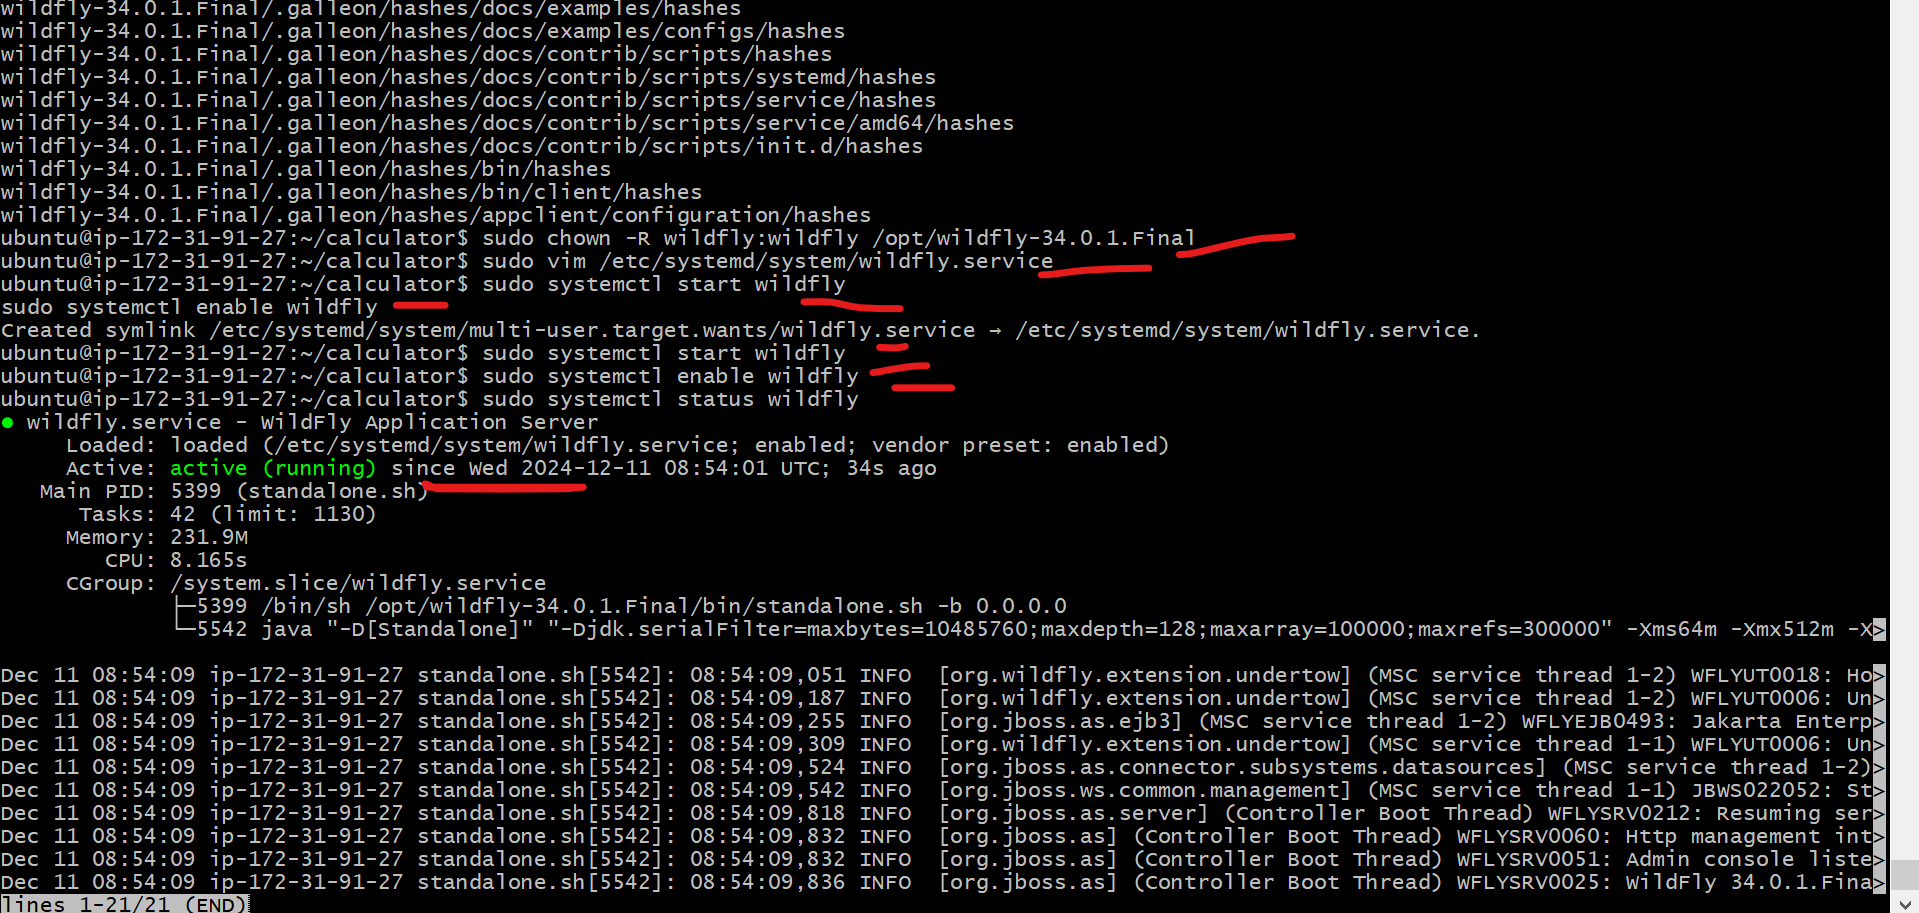 wildfly-34.0.1.Final/.galleon/hashes/docs/examples/hashes
wildfly-34.0.1.Final/.galleon/hashes/docs/examples/configs/hashes
wildfly-34.0.1.Final/.galleon/hashes/docs/contrib/scripts/hashes
wildfly-34.0.1.Final/.galleon/hashes/docs/contrib/scripts/systemd/hashes
wildfly-34.0.1.Final/.galleon/hashes/docs/contrib/scripts/service/hashes
wildfly-34.0.1.Final/.galleon/hashes/docs/contrib/scripts/service/amd64/hashes
wildfly-34.0.1.Final/.galleon/hashes/docs/contrib/scripts/init.d/hashes
wildfly-34.0.1.Final/.galleon/hashes/bin/hashes
wildfly-34.0.1.Final/.galleon/hashes/bin/client/hashes
wildfly-34.0.1.Final/.galleon/hashes/appclient/configuration/hashes
ubuntu@ip-172-31-91-27:~/calculator$ sudo chown -R wildfly:wildfly /opt/wildfly-34.0.1.Final
ubuntu@ip-172-31-91-27:~/calculator$ sudo vim /etc/systemd/system/wildfly.service
ubuntu@ip-172-31-91-27:~/calculator$ sudo systemctl start wildfly
sudo systemctl enable wildfly
Created symlink /etc/systemd/system/multi-user.target.wants/wildfly.service → /etc/systemd/system/wildfly.service.
ubuntu@ip-172-31-91-27:~/calculator$ sudo systemctl start wildfly
ubuntu@ip-172-31-91-27:~/calculator$ sudo systemctl enable wildfly
ubuntu@ip-172-31-91-27:~/calculator$ sudo systemctl status wildfly
● wildfly.service - WildFly Application Server
Loaded: loaded (/etc/systemd/system/wildfly.service; enabled; vendor preset: enabled)
Active: active (running) since Wed 2024-12-11 08:54:01 UTC; 34s ago
Main PID: 5399 (standalone.sh)
Tasks: 42 (limit: 1130)
Memory: 231.9M
CPU: 8.165s
CGroup: /system.slice/wildfly.service
├─5399 /bin/sh /opt/wildfly-34.0.1.Final/bin/standalone.sh -b 0.0.0.0
└─5542 java "-D[Standalone]" "-Djdk.serialFilter=maxbytes=10485760;maxdepth=128;maxarray=100000;maxrefs=300000" -Xms64m -Xmx512m -X>
Dec 11 08:54:09 ip-172-31-91-27 standalone.sh[5542]: 08:54:09,051 INFO  [org.wildfly.extension.undertow] (MSC service thread 1-2) WFLYUT0018: Ho>
Dec 11 08:54:09 ip-172-31-91-27 standalone.sh[5542]: 08:54:09,187 INFO  [org.wildfly.extension.undertow] (MSC service thread 1-2) WFLYUT0006: Un>
Dec 11 08:54:09 ip-172-31-91-27 standalone.sh[5542]: 08:54:09,255 INFO  [org.jboss.as.ejb3] (MSC service thread 1-2) WFLYEJB0493: Jakarta Enterp>
Dec 11 08:54:09 ip-172-31-91-27 standalone.sh[5542]: 08:54:09,309 INFO  [org.wildfly.extension.undertow] (MSC service thread 1-1) WFLYUT0006: Un>
Dec 11 08:54:09 ip-172-31-91-27 standalone.sh[5542]: 08:54:09,524 INFO  [org.jboss.as.connector.subsystems.datasources] (MSC service thread 1-2)>
Dec 11 08:54:09 ip-172-31-91-27 standalone.sh[5542]: 08:54:09,542 INFO  [org.jboss.ws.common.management] (MSC service thread 1-1) JBWS022052: St>
Dec 11 08:54:09 ip-172-31-91-27 standalone.sh[5542]: 08:54:09,818 INFO  [org.jboss.as.server] (Controller Boot Thread) WFLYSRV0212: Resuming ser>
Dec 11 08:54:09 ip-172-31-91-27 standalone.sh[5542]: 08:54:09,832 INFO  [org.jboss.as] (Controller Boot Thread) WFLYSRV0060: Http management int>
Dec 11 08:54:09 ip-172-31-91-27 standalone.sh[5542]: 08:54:09,832 INFO  [org.jboss.as] (Controller Boot Thread) WFLYSRV0051: Admin console liste>
Dec 11 08:54:09 ip-172-31-91-27 standalone.sh[5542]: 08:54:09,836 INFO  [org.jboss.as] (Controller Boot Thread) WFLYSRV0025: WildFly 34.0.1.Fina>
lines 1-21/21 (END)